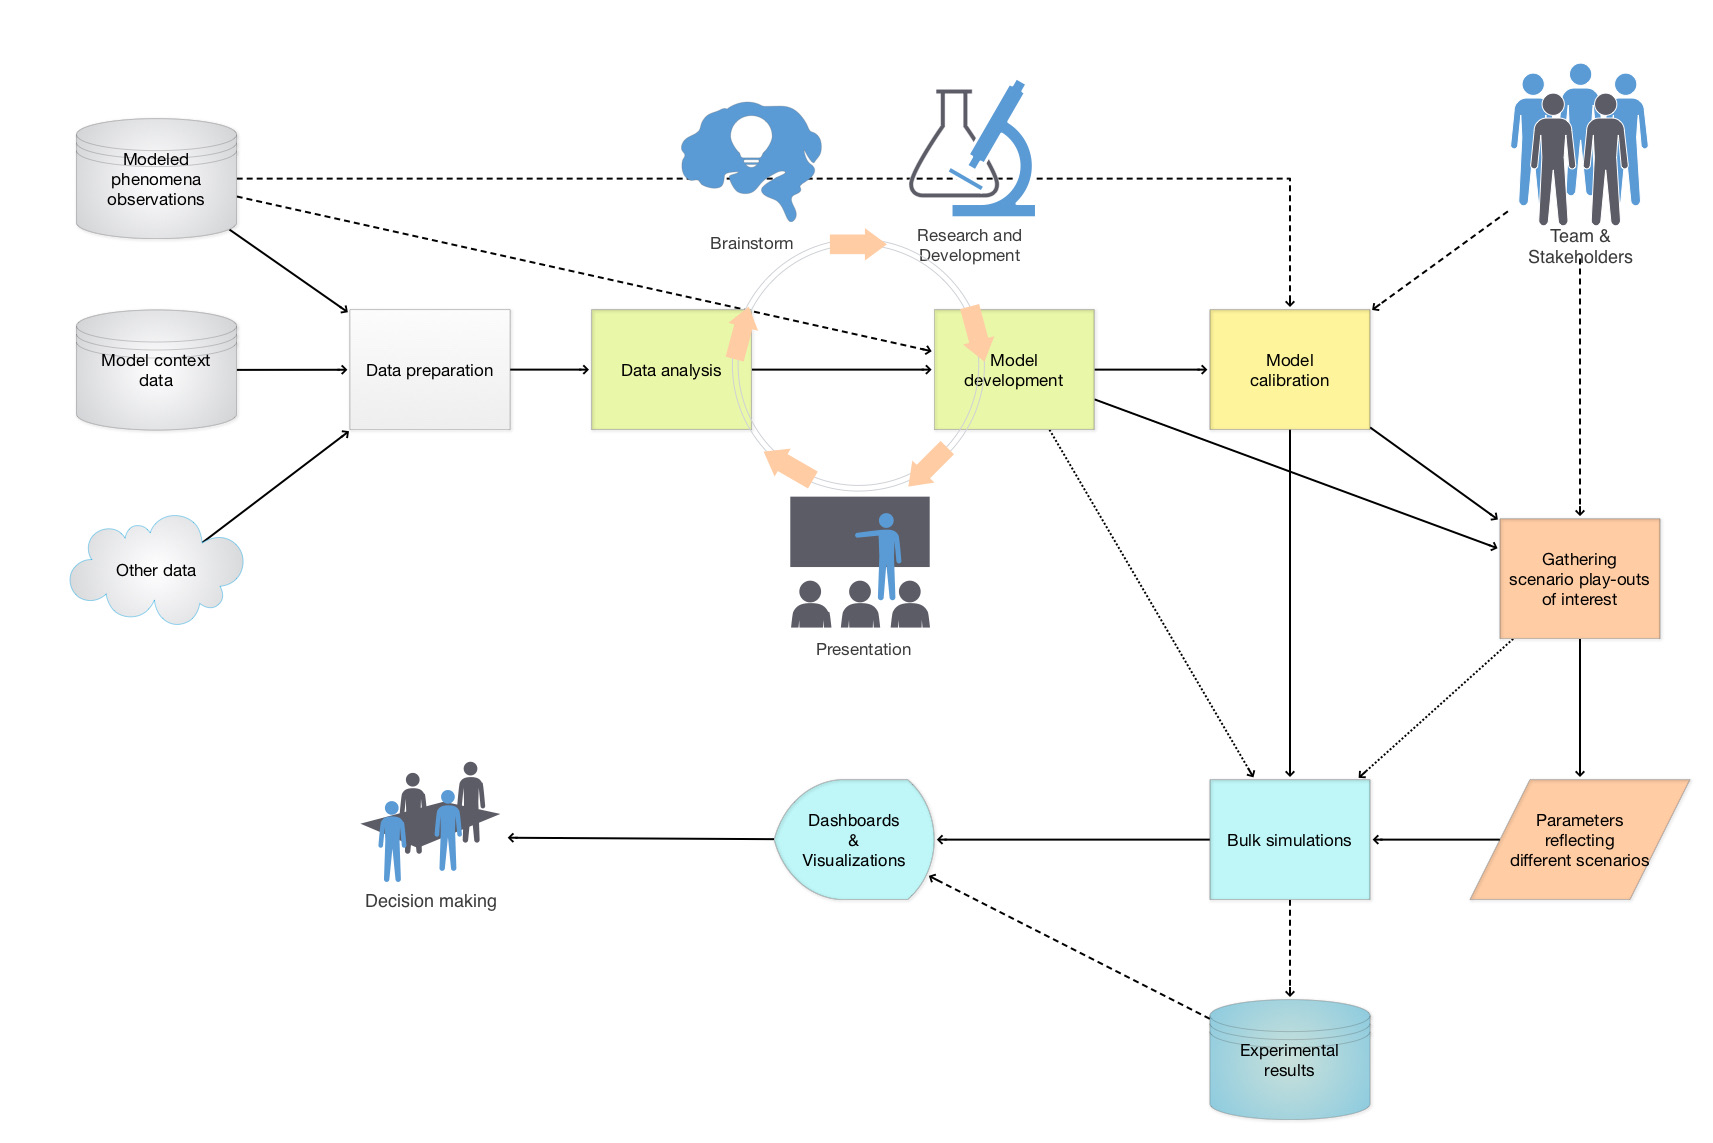 Modeled
phenomena
observations
Brainstorm
Research and
Development
Team &
Stakeholders
Model context
data
Data preparation
Data analysis
Model
development
Model
calibration
Other data
Gathering
scenario play-outs
of interest
Presentation
Decision making
Dashboards
&
Visualizations
Bulk simulations
Parameters
reflecting
different scenarios
Experimental
results